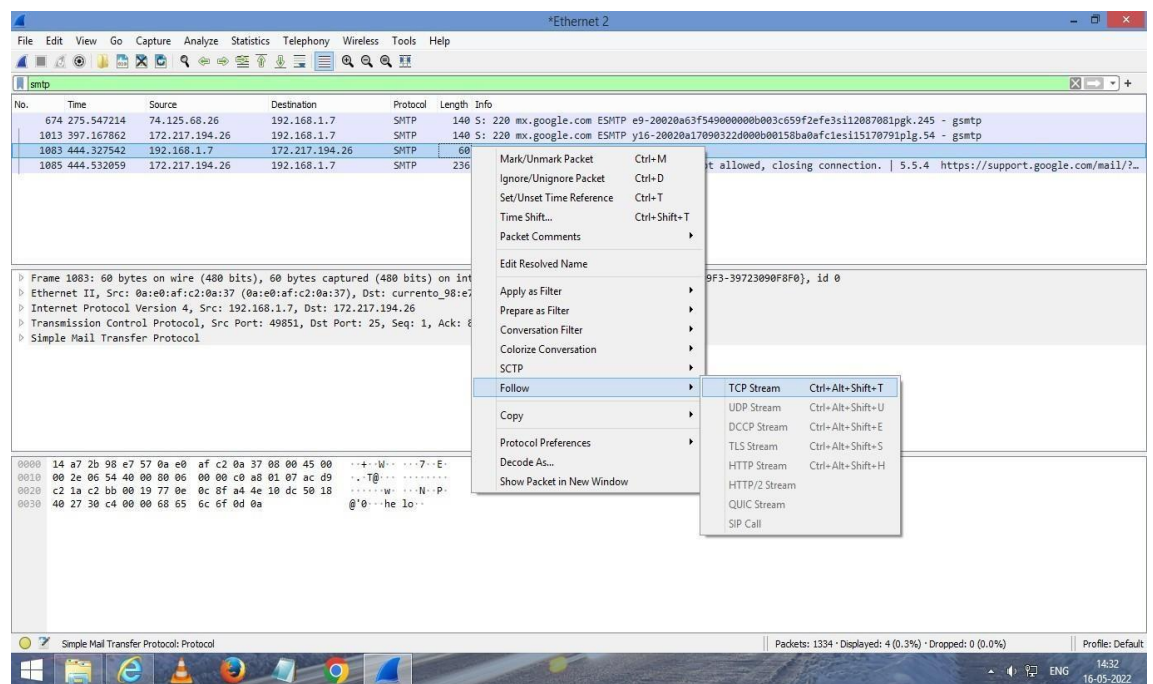 *Ethernet 2
File Edit View Go Capture Analyze Statistics Telephony Wireless Tools Help
smtp
No. Time Source Destination Protocol Length Info
674 275.547214 74.125.68.26 192.168.1.7 SMTP 140 S: 220 mx.google.com ESMTP e9-20020a63f549000000b003c659f2efe3si12087081pgk.245 - gsmtp
1013 397.167862 172.217.194.26 192.168.1.7 SMTP 140 S: 220 mx.google.com ESMTP y16-20020a17090322d000b00158ba0afc1esi15170791plg.54 - gsmtp
1083 444.327542 192.168.1.7 172.217.194.26 SMTP 60
1085 444.532059 172.217.194.26 192.168.1.7 SMTP 236 t allowed, closing connection. | 5.5.4 https://support.google.com/mail/?…
Mark/Unmark Packet Ctrl+M
Ignore/Unignore Packet Ctrl+D
Set/Unset Time Reference Ctrl+T
Time Shift... Ctrl+Shift+T
Packet Comments
Edit Resolved Name
Apply as Filter
Prepare as Filter
Conversation Filter
Colorize Conversation
SCTP
Follow
Copy
Protocol Preferences
Decode As...
Show Packet in New Window
TCP Stream Ctrl+Alt+Shift+T
UDP Stream Ctrl+Alt+Shift+U
DCCP Stream Ctrl+Alt+Shift+E
TLS Stream Ctrl+Alt+Shift+S
HTTP Stream Ctrl+Alt+Shift+H
HTTP/2 Stream
QUIC Stream
SIP Call
Frame 1083: 60 bytes on wire (480 bits), 60 bytes captured (480 bits) on int 9F3-39723090F8F0}, id 0
Ethernet II, Src: 0a:e0:af:c2:0a:37 (0a:e0:af:c2:0a:37), Dst: currento_98:e7
Internet Protocol Version 4, Src: 192.168.1.7, Dst: 172.217.194.26
Transmission Control Protocol, Src Port: 49851, Dst Port: 25, Seq: 1, Ack: 8
Simple Mail Transfer Protocol
0000 14 a7 2b 98 e7 57 0a e0 af c2 0a 37 08 00 45 00 ··+··W·· ···7··E·
0010 00 2e 06 54 40 00 80 06 00 00 c0 a8 01 07 ac d9 ·.·T@··· ········
0020 c2 1a c2 bb 00 19 77 0e 0c 8f a4 4e 10 dc 50 18 ······w· ···N··P·
0030 40 27 30 c4 00 00 68 65 6c 6f 0d 0a @'0···he lo··
Simple Mail Transfer Protocol: Protocol
Packets: 1334 · Displayed: 4 (0.3%) · Dropped: 0 (0.0%)
Profile: Default
ENG
14:32
16-05-2022